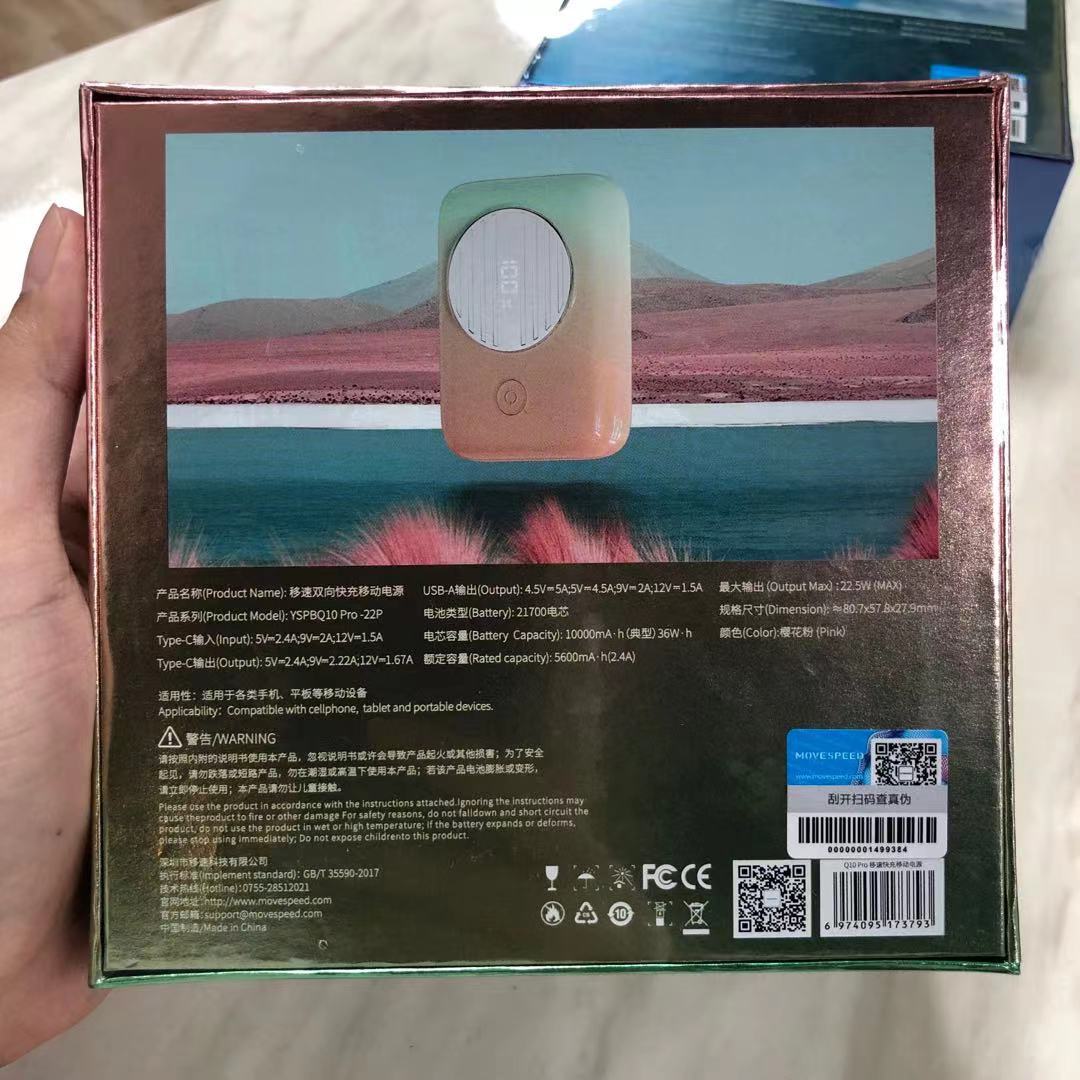 100%
产品名称(Product Name): 移速双向快充移动电源
产品系列(Product Model): YSPBQ10 Pro -22P
Type-C输入(Input): 5V=2.4A;9V=2A;12V=1.5A
Type-C输出(Output): 5V=2.4A;9V=2.22A;12V=1.67A
USB-A输出(Output): 4.5V=5A;5V=4.5A;9V=2A;12V=1.5A
电池类型(Battery): 21700电芯
电芯容量(Battery Capacity): 10000mA·h(典型)36W·h
额定容量(Rated capacity): 5600mA·h(2.4A)
最大输出(Output Max) :22.5W (MAX)
规格尺寸(Dimension): ≈80.7x57.8x27.9mm
颜色(Color):樱花粉 (Pink)
适用性: 适用于各类手机、平板等移动设备
Applicability: Compatible with cellphone, tablet and portable devices.
警告/WARNING
请按照内附的说明书使用本产品，忽视说明书或许会导致产品起火或其他损害；为了安全
起见，请勿跌落或短路产品，勿在潮湿或高温下使用本产品；若该产品电池膨胀或变形，
请立即停止使用；本产品请勿让儿童接触。
Please use the product in accordance with the instructions attached.Ignoring the instructions may
cause theproduct to fire or other damage For safety reasons, do not falldown and short circuit the
product, do not use the product in wet or high temperature; If the battery expands or deforms,
please stop using immediately; Do not expose childrento this product.
深圳市移速科技有限公司
执行标准(Implement standard): GB/T 35590-2017
技术热线(Hotline):0755-28512021
官网地址:http://www.movespeed.com
官方邮箱:support@movespeed.com
中国制造/Made in China
FC CE
10
MOVESPEED
www.movespeed.com
刮开扫码查真伪
00000001499384
Q10 Pro 移速快充移动电源
6 974095 173793